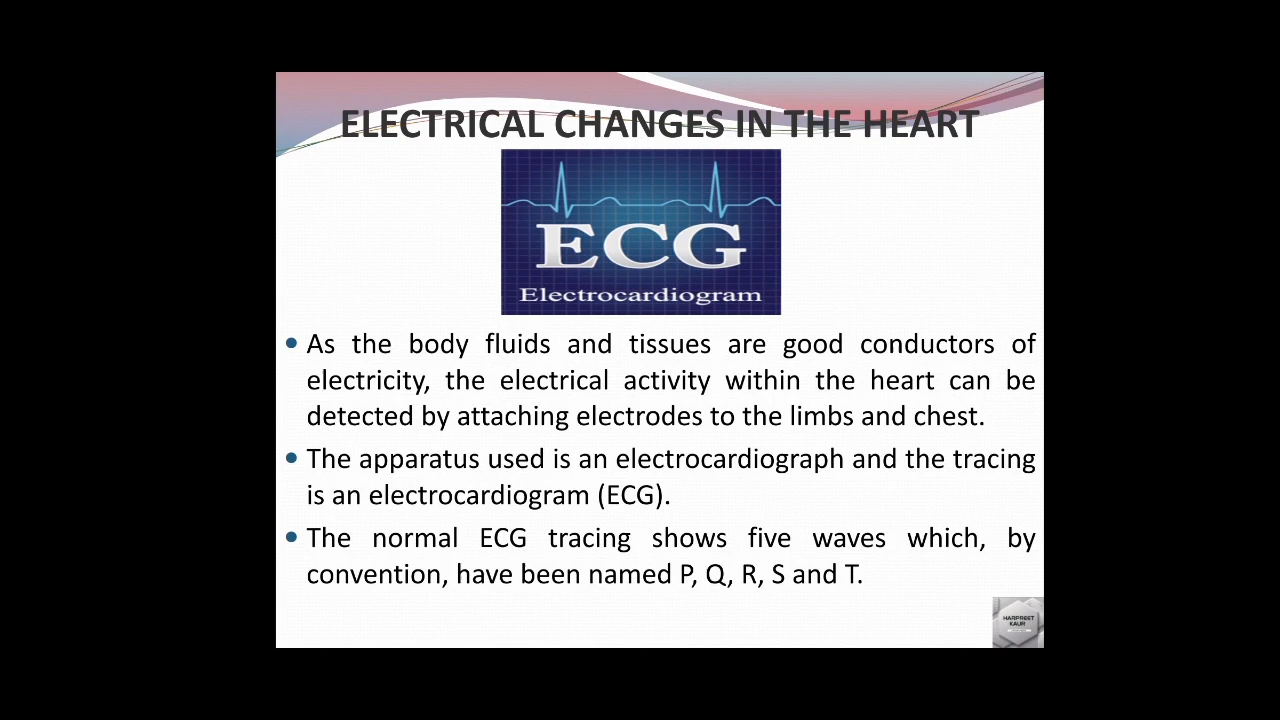 ELECTRICAL CHANGES IN THE HEART
ECG
Electrocardiogram
As the body fluids and tissues are good conductors of
electricity, the electrical activity within the heart can be
detected by attaching electrodes to the limbs and chest.
The apparatus used is an electrocardiograph and the tracing
is an electrocardiogram (ECG).
The normal ECG tracing shows five waves which, by
convention, have been named P, Q, R, S and T.
HARPREET
KAUR